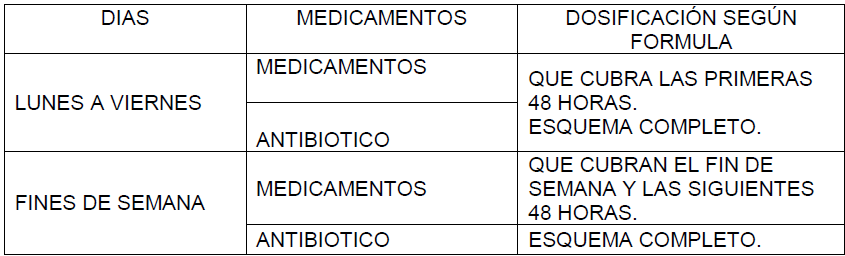 DIAS
MEDICAMENTOS
DOSIFICACIÓN SEGÚN
FORMULA
LUNES A VIERNES
MEDICAMENTOS
ANTIBIOTICO
QUE CUBRA LAS PRIMERAS
48 HORAS.
ESQUEMA COMPLETO.
FINES DE SEMANA
MEDICAMENTOS
QUE CUBRAN EL FIN DE
SEMANA Y LAS SIGUIENTES
48 HORAS.
ANTIBIOTICO
ESQUEMA COMPLETO.